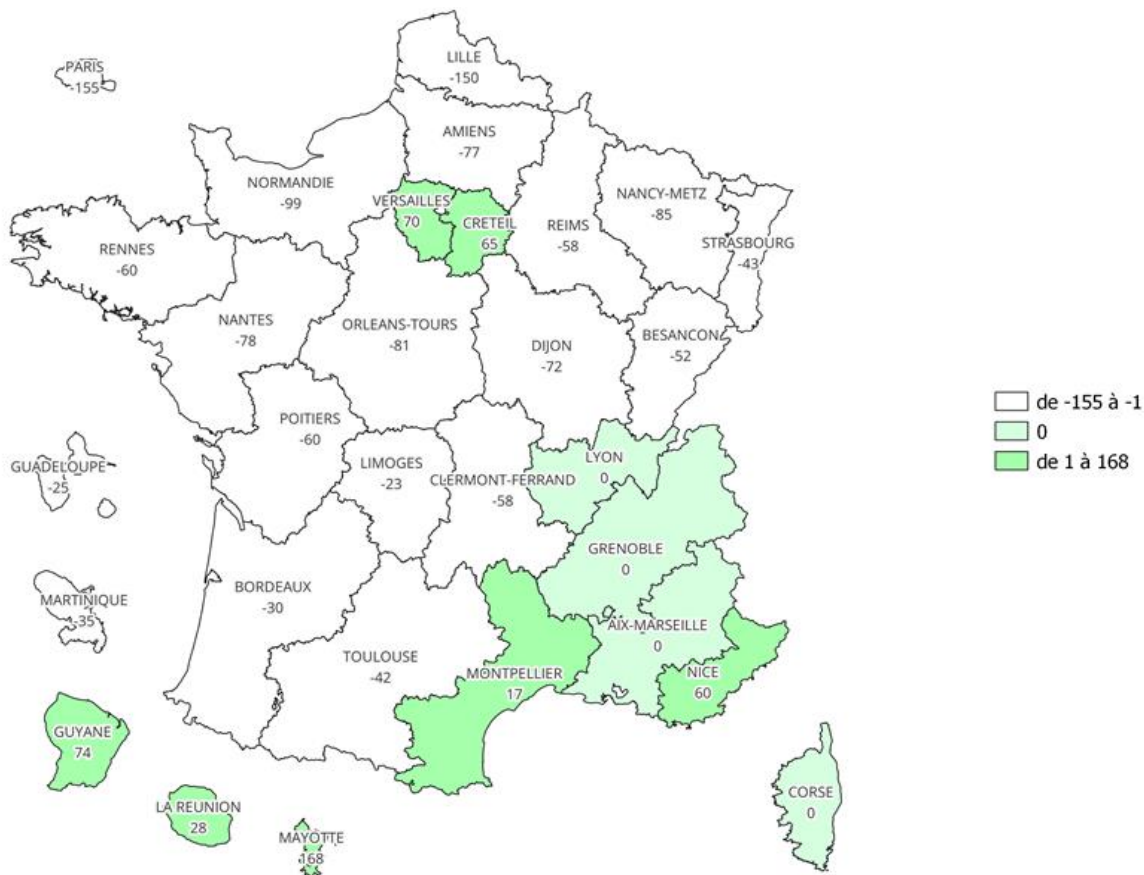 LILLE
-150
PARIS
-155
AMIENS
-77
NORMANDIE
-99
VERSAILLES
70
CRETEIL
65
REIMS
-58
NANCY-METZ
-85
STRASBOURG
-43
RENNES
-60
NANTES
-78
ORLEANS-TOURS
-81
DIJON
-72
BESANCON
-52
POITIERS
-60
LIMOGES
-23
CLERMONT-FERRAND
-58
LYON
0
GUADELOUPE
-25
GRENOBLE
0
BORDEAUX
-30
MARTINIQUE
-35
AIX-MARSEILLE
0
TOULOUSE
-42
MONTPELLIER
17
NICE
60
GUYANE
74
LA REUNION
28
MAYOTTE
168
CORSE
0
de -155 à -1
0
de 1 à 168